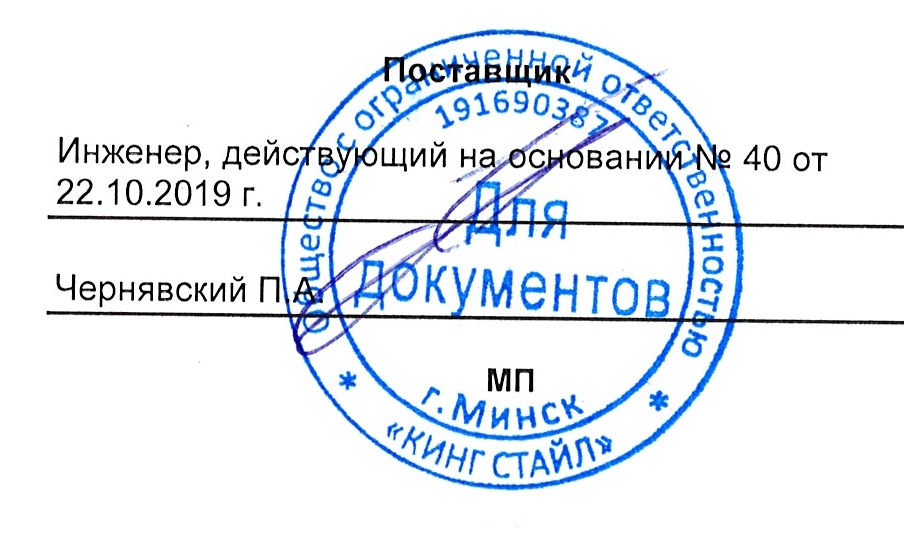 Поставщик
Общество с ограниченной ответственностью
191690387
Инженер, действующий на основании № 40 от
22.10.2019 г.
Для
документов
Чернявский П.А.
МП
г.Минск
* «КИНГ СТАЙЛ» *